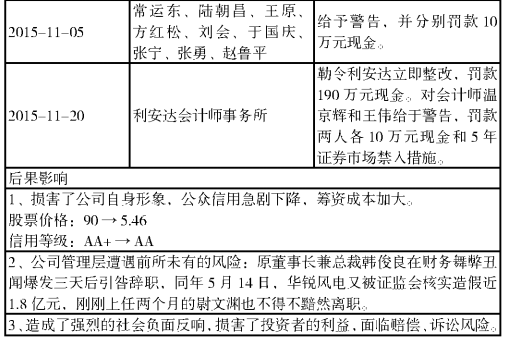 2015-11-05
常运东、陆朝昌、王原、
方红松、刘会、于国庆、
张宁、张勇、赵鲁平
给予警告，并分别罚款 10
万元现金。
2015-11-20
利安达会计师事务所
勒令利安达立即整改，罚款
190 万元现金。对会计师温
京辉和王伟给于警告，罚款
两人各 10 万元现金和 5 年
证券市场禁入措施。
后果影响
1、损害了公司自身形象，公众信用急剧下降，筹资成本加大。
股票价格：90 → 5.46
信用等级：AA+ → AA
2、公司管理层遭遇前所未有的风险：原董事长兼总裁韩俊良在财务舞弊丑
闻爆发三天后引咎辞职，同年 5 月 14 日，华锐风电又被证监会核实造假近
1.8 亿元，刚刚上任两个月的尉文渊也不得不黯然离职。
3、造成了强烈的社会负面反响，损害了投资者的利益，面临赔偿、诉讼风险。